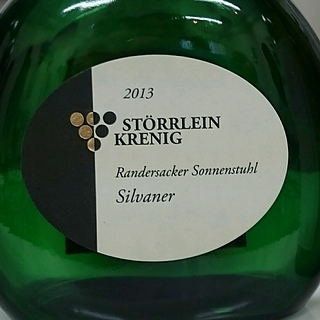 2013
STÖRRLEIN
KRENIG
Randersacker Sonnenstuhl
Silvaner